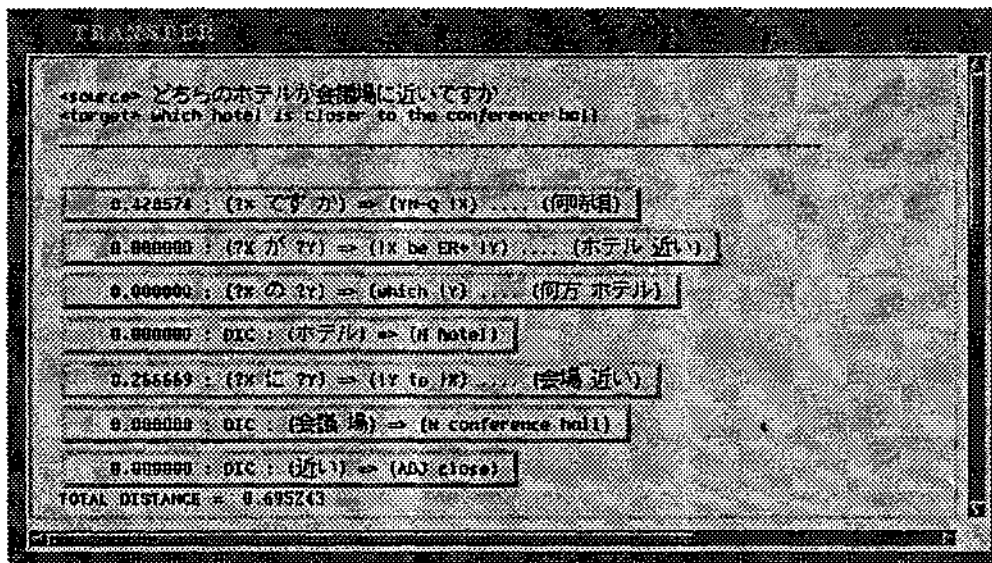 TRANSFER
<source> どちらのホテルが会議場に近いですか
<target> which hotel is closer to the conference hall
0.428574 : (?X です か) => (YN-Q !X) ....
0.000000 : (?X が ?Y) => (!X be ER+ !Y) .... (ホテル 近い)
0.000000 : (?X の ?Y) => (which !Y) .... (何方 ホテル)
0.000000 : DIC : (ホテル) => (N hotel)
0.266669 : (?X に ?Y) => (!Y to !X) .... (会場 近い)
0.000000 : DIC : (会議 場) => (N conference hall)
0.000000 : DIC : (近い) => (ADJ close)
TOTAL DISTANCE = 0.695243